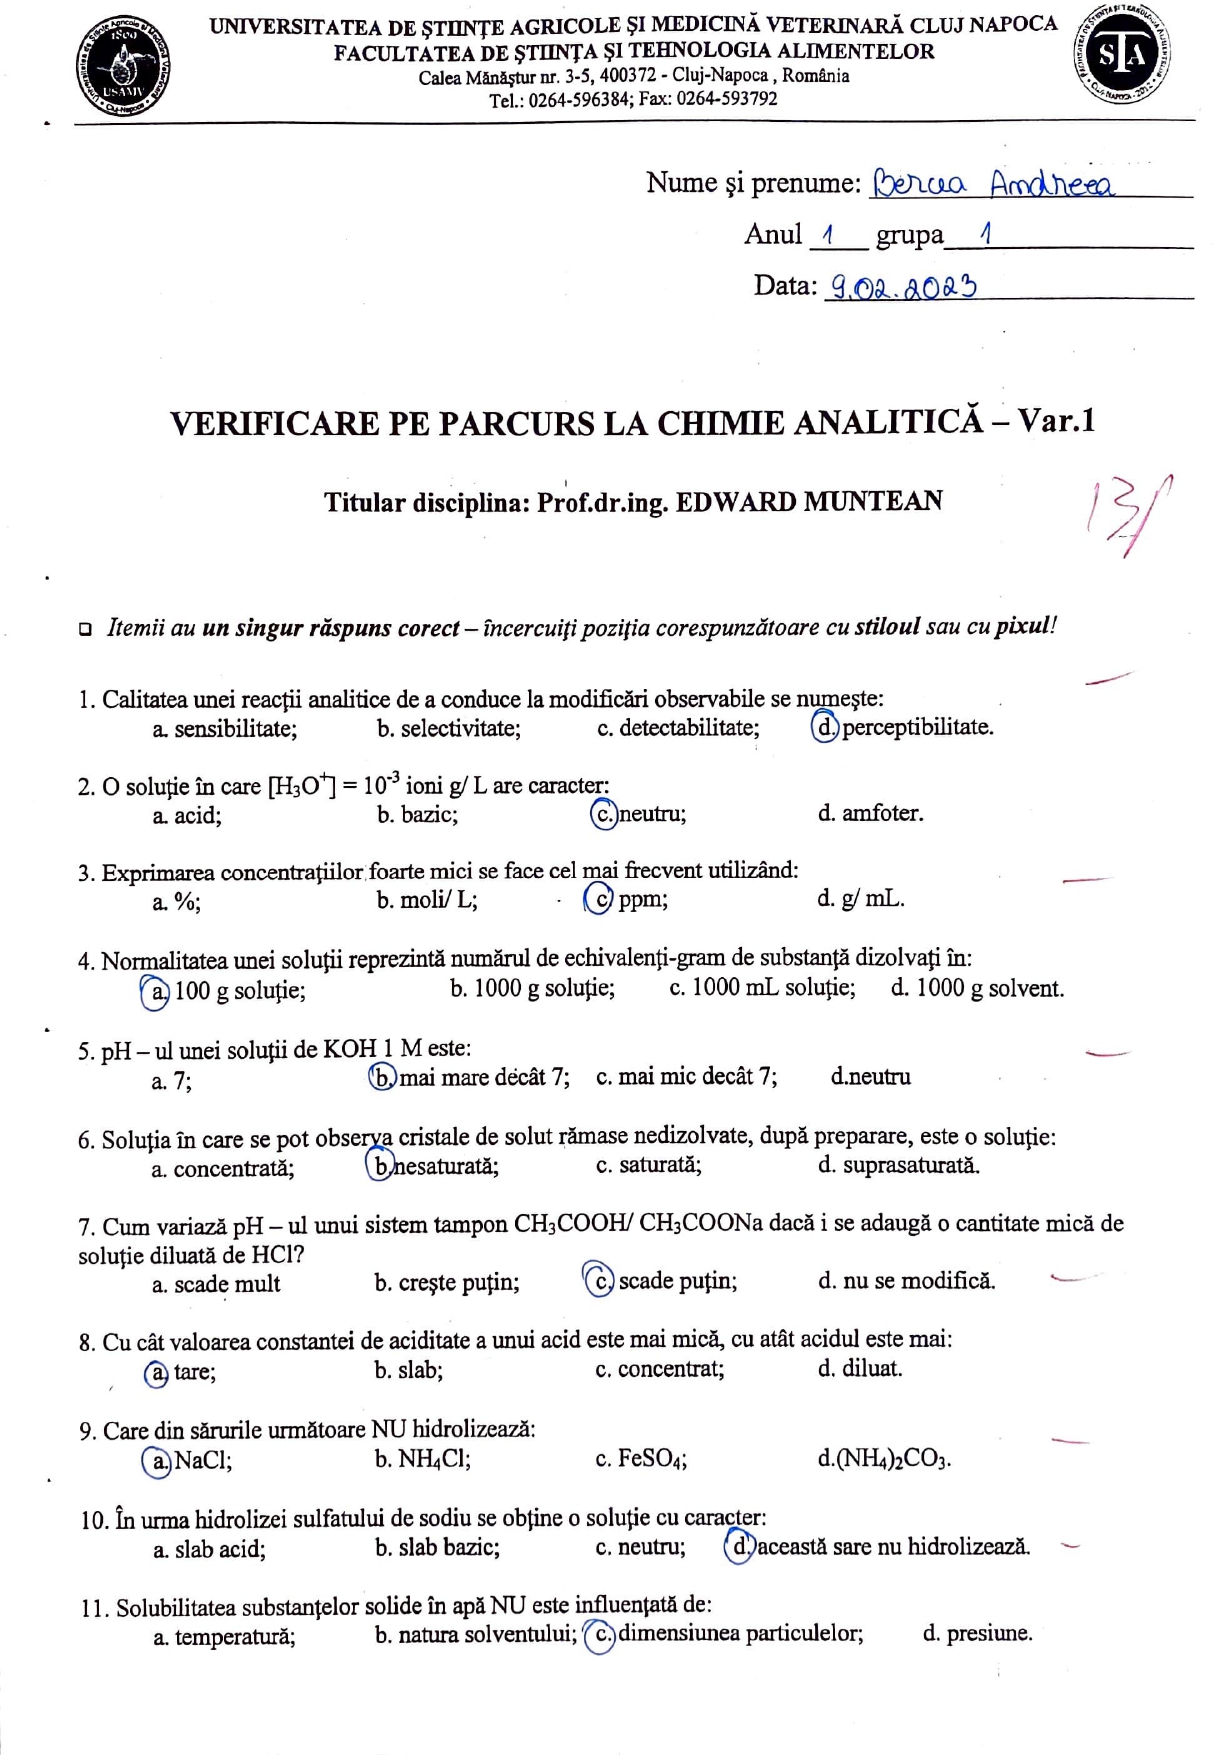 UNIVERSITATEA DE ŞTIINŢE AGRICOLE ŞI MEDICINĂ VETERINARĂ CLUJ NAPOCA
FACULTATEA DE ŞTIINŢA ŞI TEHNOLOGIA ALIMENTELOR
Calea Mănăştur nr. 3-5, 400372 - Cluj-Napoca , România
Tel.: 0264-596384; Fax: 0264-593792
1869
USAMV
STA
Nume şi prenume: Bercea Andreea
Anul 1 grupa 1
Data: 9.02.2023
VERIFICARE PE PARCURS LA CHIMIE ANALITICĂ – Var.1
Titular disciplina: Prof.dr.ing. EDWARD MUNTEAN
Itemii au un singur răspuns corect – încercuiţi poziţia corespunzătoare cu stiloul sau cu pixul!
1. Calitatea unei reacţii analitice de a conduce la modificări observabile se numeşte:
a. sensibilitate; b. selectivitate; c. detectabilitate; d. perceptibilitate.
2. O soluţie în care [H₃O⁺] = 10⁻³ ioni g/ L are caracter:
a. acid; b. bazic; c. neutru; d. amfoter.
3. Exprimarea concentraţiilor foarte mici se face cel mai frecvent utilizând:
a. %; b. moli/ L; c. ppm; d. g/ mL.
4. Normalitatea unei soluţii reprezintă numărul de echivalenţi-gram de substanţă dizolvaţi în:
a. 100 g soluţie; b. 1000 g soluţie; c. 1000 mL soluţie; d. 1000 g solvent.
5. pH – ul unei soluţii de KOH 1 M este:
a. 7; b. mai mare decât 7; c. mai mic decât 7; d.neutru
6. Soluţia în care se pot observa cristale de solut rămase nedizolvate, după preparare, este o soluţie:
a. concentrată; b. nesaturată; c. saturată; d. suprasaturată.
7. Cum variază pH – ul unui sistem tampon CH₃COOH/ CH₃COONa dacă i se adaugă o cantitate mică de
soluţie diluată de HCl?
a. scade mult b. creşte puţin; c. scade puţin; d. nu se modifică.
8. Cu cât valoarea constantei de aciditate a unui acid este mai mică, cu atât acidul este mai:
a. tare; b. slab; c. concentrat; d. diluat.
9. Care din sărurile următoare NU hidrolizează:
a. NaCl; b. NH₄Cl; c. FeSO₄; d.(NH₄)₂CO₃.
10. În urma hidrolizei sulfatului de sodiu se obţine o soluţie cu caracter:
a. slab acid; b. slab bazic; c. neutru; d. această sare nu hidrolizează.
11. Solubilitatea substanţelor solide în apă NU este influenţată de:
a. temperatură; b. natura solventului; c. dimensiunea particulelor; d. presiune.